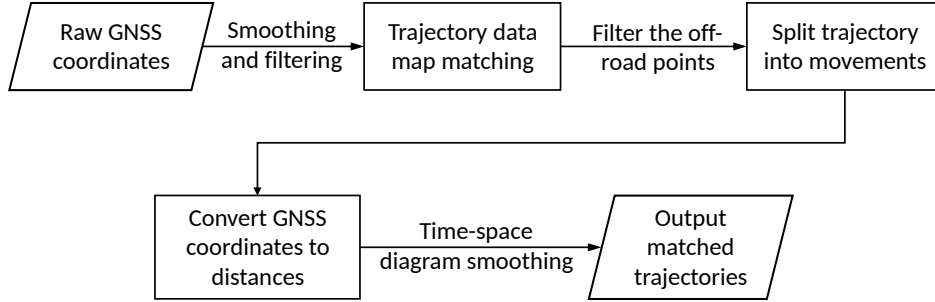 Raw GNSS
coordinates
Smoothing
and filtering
Trajectory data
map matching
Filter the off-
road points
Split trajectory
into movements
Convert GNSS
coordinates to
distances
Time-space
diagram smoothing
Output
matched
trajectories